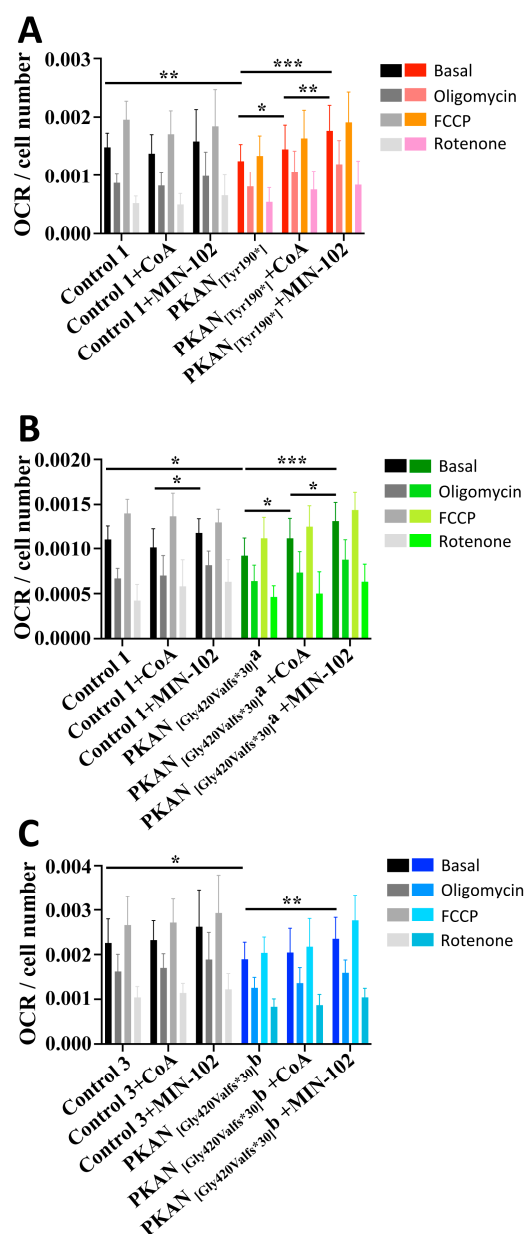 A
OCR / cell number
0.003
0.002
0.001
0.000
**
***
*
**
Basal
Oligomycin
FCCP
Rotenone
Control 1
Control 1+CoA
Control 1+MIN-102
PKAN[Tyr190*]
PKAN[Tyr190*]+CoA
PKAN[Tyr190*]+MIN-102
B
OCR / cell number
0.0020
0.0015
0.0010
0.0005
0.0000
*
***
*
*
*
Basal
Oligomycin
FCCP
Rotenone
Control 1
Control 1+CoA
Control 1+MIN-102
PKAN [Gly420Valfs*30]a
PKAN [Gly420Valfs*30]a +CoA
PKAN [Gly420Valfs*30]a +MIN-102
C
OCR / cell number
0.004
0.003
0.002
0.001
0.000
*
**
Basal
Oligomycin
FCCP
Rotenone
Control 3
Control 3+CoA
Control 3+MIN-102
PKAN [Gly420Valfs*30]b
PKAN [Gly420Valfs*30]b +CoA
PKAN [Gly420Valfs*30]b +MIN-102